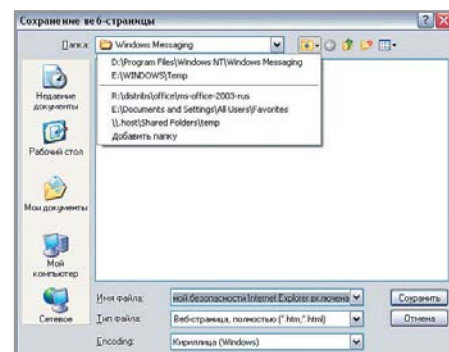 Сохранение веб-страницы
Папка:
Windows Messaging
D:\Program Files\Windows NT\Windows Messaging
E:\WINDOWS\Temp
R:\distribs\office\ms-office-2003-rus
E:\Documents and Settings\All Users\Favorites
\\.host\Shared Folders\temp
Добавить папку
Недавние документы
Рабочий стол
Мои документы
Мой компьютер
Сетевое
Имя файла:
ной безопасности Internet Explorer включена
Сохранить
Тип файла:
Веб-страница, полностью (*.htm;*.html)
Отмена
Encoding:
Кириллица (Windows)